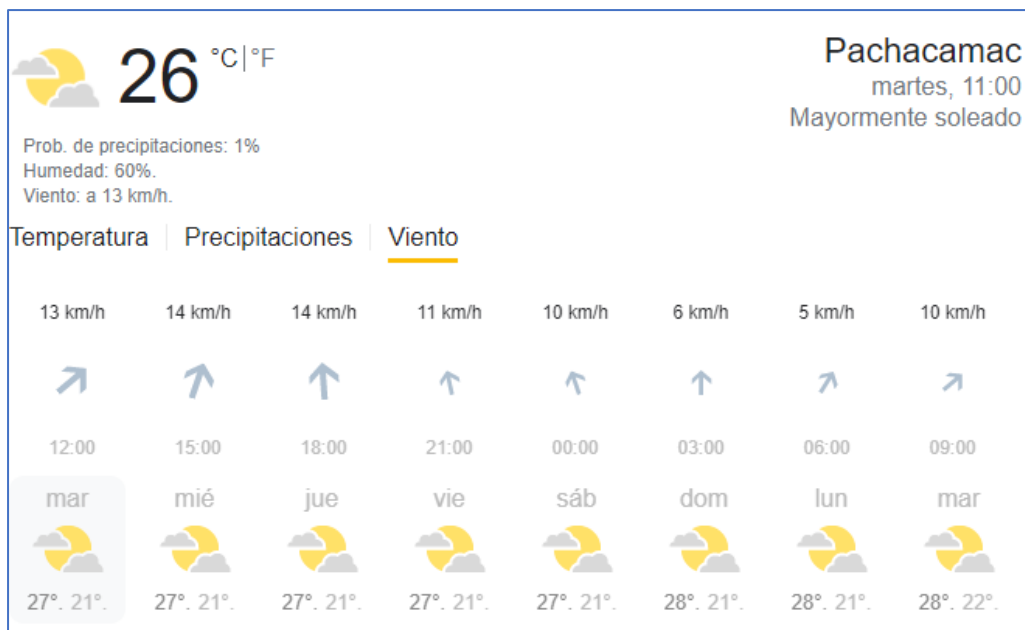 26 °C|°F
Pachacamac
martes, 11:00
Mayormente soleado
Prob. de precipitaciones: 1%
Humedad: 60%.
Viento: a 13 km/h.
Temperatura Precipitaciones Viento
13 km/h 14 km/h 14 km/h 11 km/h 10 km/h 6 km/h 5 km/h 10 km/h
12:00 15:00 18:00 21:00 00:00 03:00 06:00 09:00
mar mié jue vie sáb dom lun mar
27°. 21°. 27°. 21°. 27°. 21°. 27°. 21°. 27°. 21°. 28°. 21°. 28°. 21°. 28°. 22°.